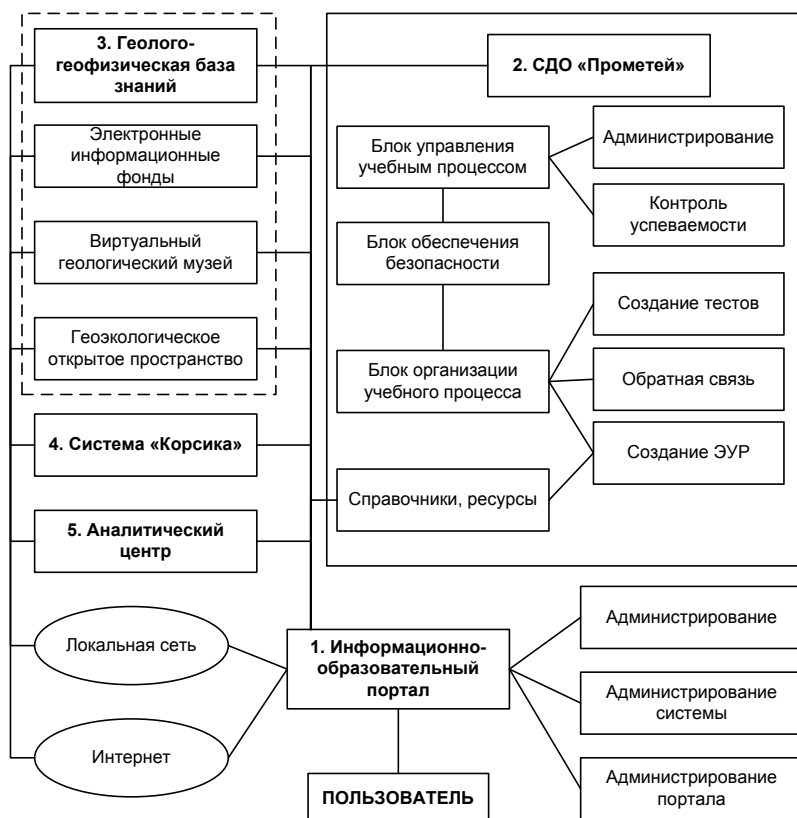 3. Геолого-
геофизическая база
знаний
Электронные
информационные
фонды
Виртуальный
геологический музей
Геоэкологическое
открытое пространство
4. Система «Корсика»
5. Аналитический
центр
Локальная сеть
Интернет
2. СДО «Прометей»
Блок управления
учебным процессом
Блок обеспечения
безопасности
Блок организации
учебного процесса
Справочники, ресурсы
Администрирование
Контроль
успеваемости
Создание тестов
Обратная связь
Создание ЭУР
1. Информационно-
образовательный
портал
ПОЛЬЗОВАТЕЛЬ
Администрирование
Администрирование
системы
Администрирование
портала